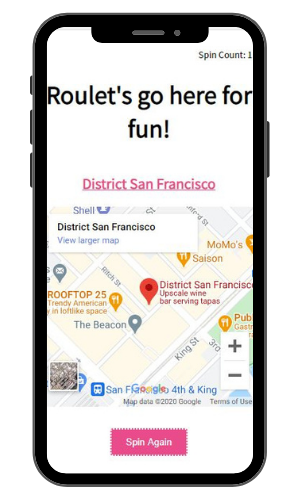 Spin Count: 1
Roulet's go here for
fun!
District San Francisco
Shell
District San Francisco
View larger map
MoMo's
Saison
Ritch St
District San Francisco
Upscale wine
bar serving tapas
ROOFTOP 25
Trendy American
y in loftlike space
The Beacon
Publ
Gastr
King St
3rd
+
−
San Francisco 4th & King
Google
Map data ©2020 Google
Terms of Use
Spin Again